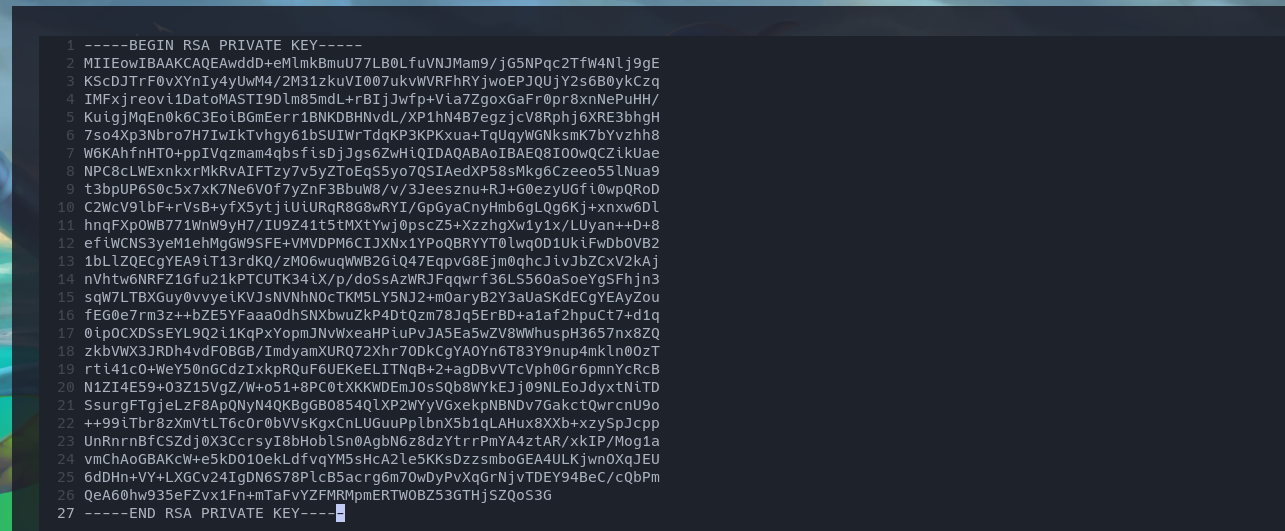 1 -----BEGIN RSA PRIVATE KEY-----
2 MIIEowIBAAKCAQEAwddD+eMlmkBmuU77LB0LfuVNJMam9/jG5NPqc2TfW4Nlj9gE
3 KScDJTrF0vXYnIy4yUwM4/2M31zkuVI007ukvWVRFhRYjwoEPJQUjY2s6B0ykCzq
4 IMFxjreovi1DatoMASTI9Dlm85mdL+rBIjJwfp+Via7ZgoxGaFr0pr8xnNePuHH/
5 KuigjMqEn0k6C3EoiBGmEerr1BNKDBHNvdL/XP1hN4B7egzjcV8Rphj6XRE3bhgH
6 7so4Xp3Nbro7H7IwIkTvhgy61bSUIWrTdqKP3KPKxua+TqUqyWGNksmK7bYvzhh8
7 W6KAhfnHTO+ppIVqzmam4qbsfisDjJgs6ZwHiQIDAQABAoIBAEQ8IOOwQCZikUae
8 NPC8cLWExnkxrMkRvAIFTzy7v5yZToEqS5yo7QSIAedXP58sMkg6Czeeo55lNua9
9 t3bpUP6S0c5x7xK7Ne6VOf7yZnF3BbuW8/v/3Jeesznu+RJ+G0ezyUGfi0wpQRoD
10 C2WcV9lbF+rVsB+yfX5ytjiUiURqR8G8wRYI/GpGyaCnyHmb6gLQg6Kj+xnxw6Dl
11 hnqFXpOWB771WnW9yH7/IU9Z41t5tMXtYwj0pscZ5+XzzhgXw1y1x/LUyan++D+8
12 efiWCNS3yeM1ehMgGW9SFE+VMVDPM6CIJXNx1YPoQBRYYT0lwqOD1UkiFwDbOVB2
13 1bLlZQECgYEA9iT13rdKQ/zMO6wuqWWB2GiQ47EqpvG8Ejm0qhcJivJbZCxV2kAj
14 nVhtw6NRFZ1Gfu21kPTCUTK34iX/p/doSsAzWRJFqqwrf36LS56OaSoeYgSFhjn3
15 sqW7LTBXGuy0vvyeiKVJsNVNhNOcTKM5LY5NJ2+mOaryB2Y3aUaSKdECgYEAyZou
16 fEG0e7rm3z++bZE5YFaaaOdhSNXbwuZkP4DtQzm78Jq5ErBD+a1af2hpuCt7+d1q
17 0ipOCXDSsEYL9Q2i1KqPxYopmJNvWxeaHPiuPvJA5Ea5wZV8WWhuspH3657nx8ZQ
18 zkbVWX3JRDh4vdFOBGB/ImdyamXURQ72Xhr7ODkCgYAOYn6T83Y9nup4mkln0OzT
19 rti41cO+WeY50nGCdzIxkpRQuF6UEKeELITNqB+2+agDBvVTcVph0Gr6pmnYcRcB
20 N1ZI4E59+O3Z15VgZ/W+o51+8PC0tXKKWDEmJOsSQb8WYkEJj09NLEoJdyxtNiTD
21 SsurgFTgjeLzF8ApQNyN4QKBgGBO854QlXP2WYyVGxekpNBNDv7GakctQwrcnU9o
22 ++99iTbr8zXmVtLT6cOr0bVVsKgxCnLUGuuPplbnX5b1qLAHux8XXb+xzySpJcpp
23 UnRnrnBfCSZdj0X3CcrsyI8bHoblSn0AgbN6z8dzYtrrPmYA4ztAR/xkIP/Mog1a
24 vmChAoGBAKcW+e5kDO1OekLdfvqYM5sHcA2le5KKsDzzsmboGEA4ULKjwnOXqJEU
25 6dDHn+VY+LXGCv24IgDN6S78PlcB5acrg6m7OwDyPvXqGrNjvTDEY94BeC/cQbPm
26 QeA60hw935eFZvx1Fn+mTaFvYZFMRMpmERTWOBZ53GTHjSZQoS3G
27 -----END RSA PRIVATE KEY-----